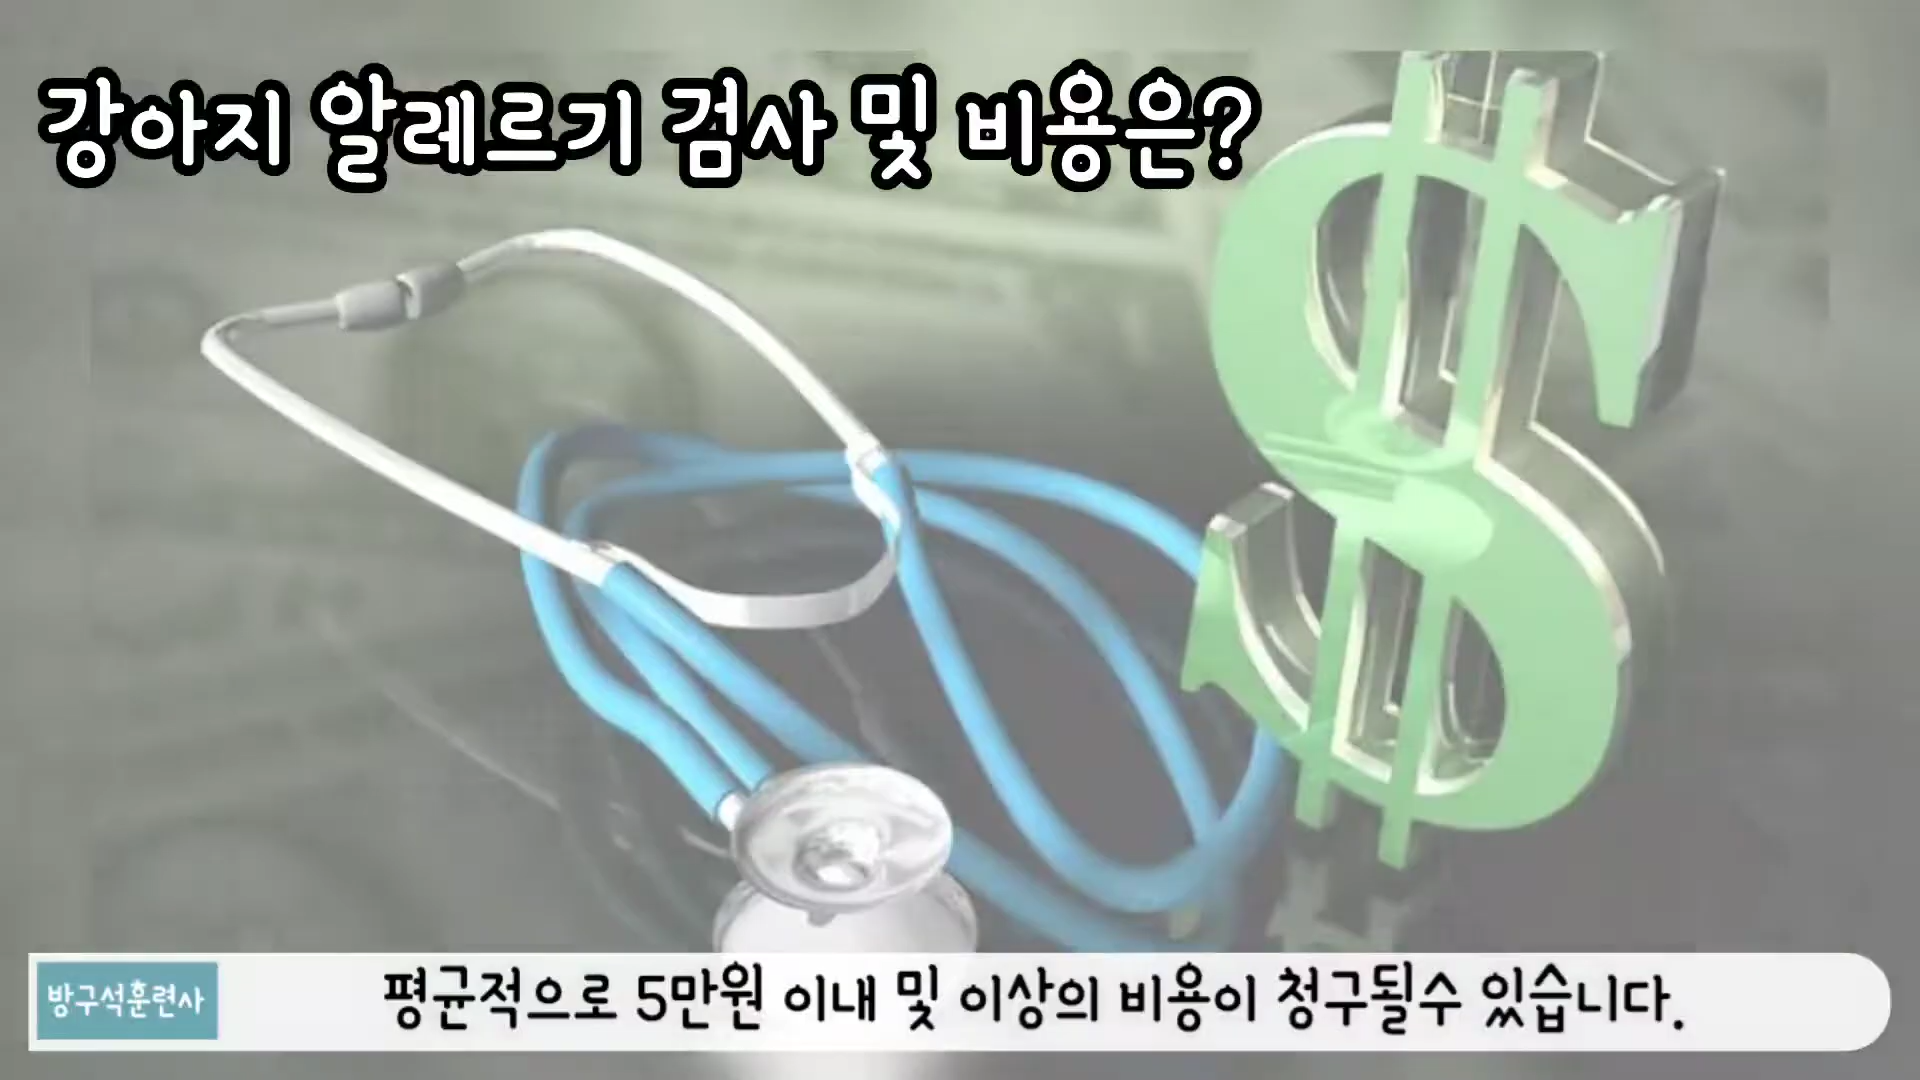 강아지 알레르기 검사 및 비용은?
방구석훈련사
평균적으로 5만원 이내 및 이상의 비용이 청구될수 있습니다.